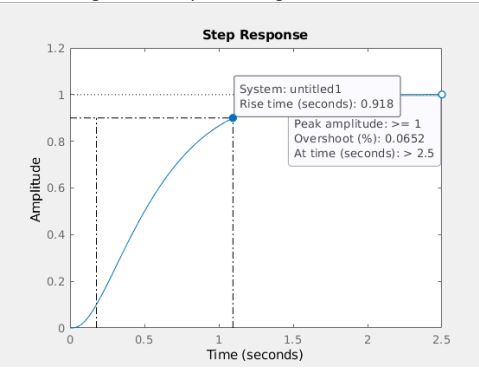 Step Response
1.2
1
0.8
0.6
0.4
0.2
0
System: untitled1
Rise time (seconds): 0.918
Peak amplitude: >= 1
Overshoot (%): 0.0652
At time (seconds): > 2.5
Amplitude
0
0.5
1
1.5
2
2.5
Time (seconds)